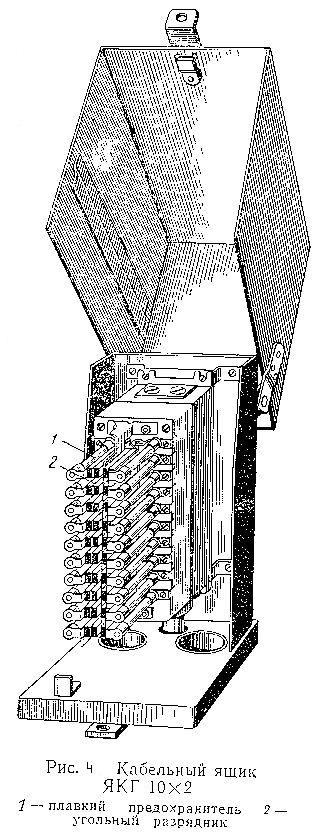 1
2
Рис. 4 Кабельный ящик
ЯКГ 10×2
1 — плавкий предохранитель 2 —
угольный разрядник